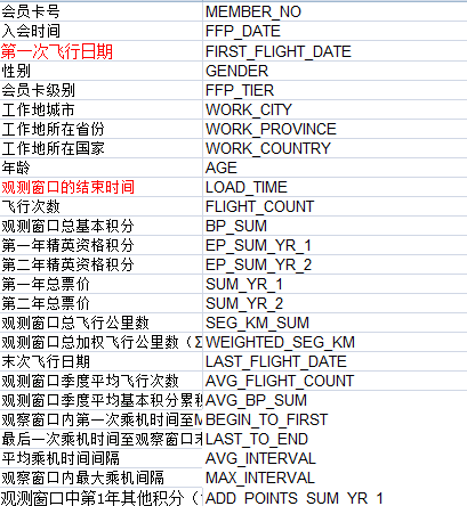 会员卡号 MEMBER_NO
入会时间 FFP_DATE
第一次飞行日期 FIRST_FLIGHT_DATE
性别 GENDER
会员卡级别 FFP_TIER
工作地城市 WORK_CITY
工作地所在省份 WORK_PROVINCE
工作地所在国家 WORK_COUNTRY
年龄 AGE
观测窗口的结束时间 LOAD_TIME
飞行次数 FLIGHT_COUNT
观测窗口总基本积分 BP_SUM
第一年精英资格积分 EP_SUM_YR_1
第二年精英资格积分 EP_SUM_YR_2
第一年总票价 SUM_YR_1
第二年总票价 SUM_YR_2
观测窗口总飞行公里数 SEG_KM_SUM
观测窗口总加权飞行公里数（Σ WEIGHTED_SEG_KM
末次飞行日期 LAST_FLIGHT_DATE
观测窗口季度平均飞行次数 AVG_FLIGHT_COUNT
观测窗口季度平均基本积分累积 AVG_BP_SUM
观察窗口内第一次乘机时间至M BEGIN_TO_FIRST
最后一次乘机时间至观察窗口末 LAST_TO_END
平均乘机时间间隔 AVG_INTERVAL
观察窗口内最大乘机间隔 MAX_INTERVAL
观测窗口中第1年其他积分（ ADD_POINTS_SUM_YR_1